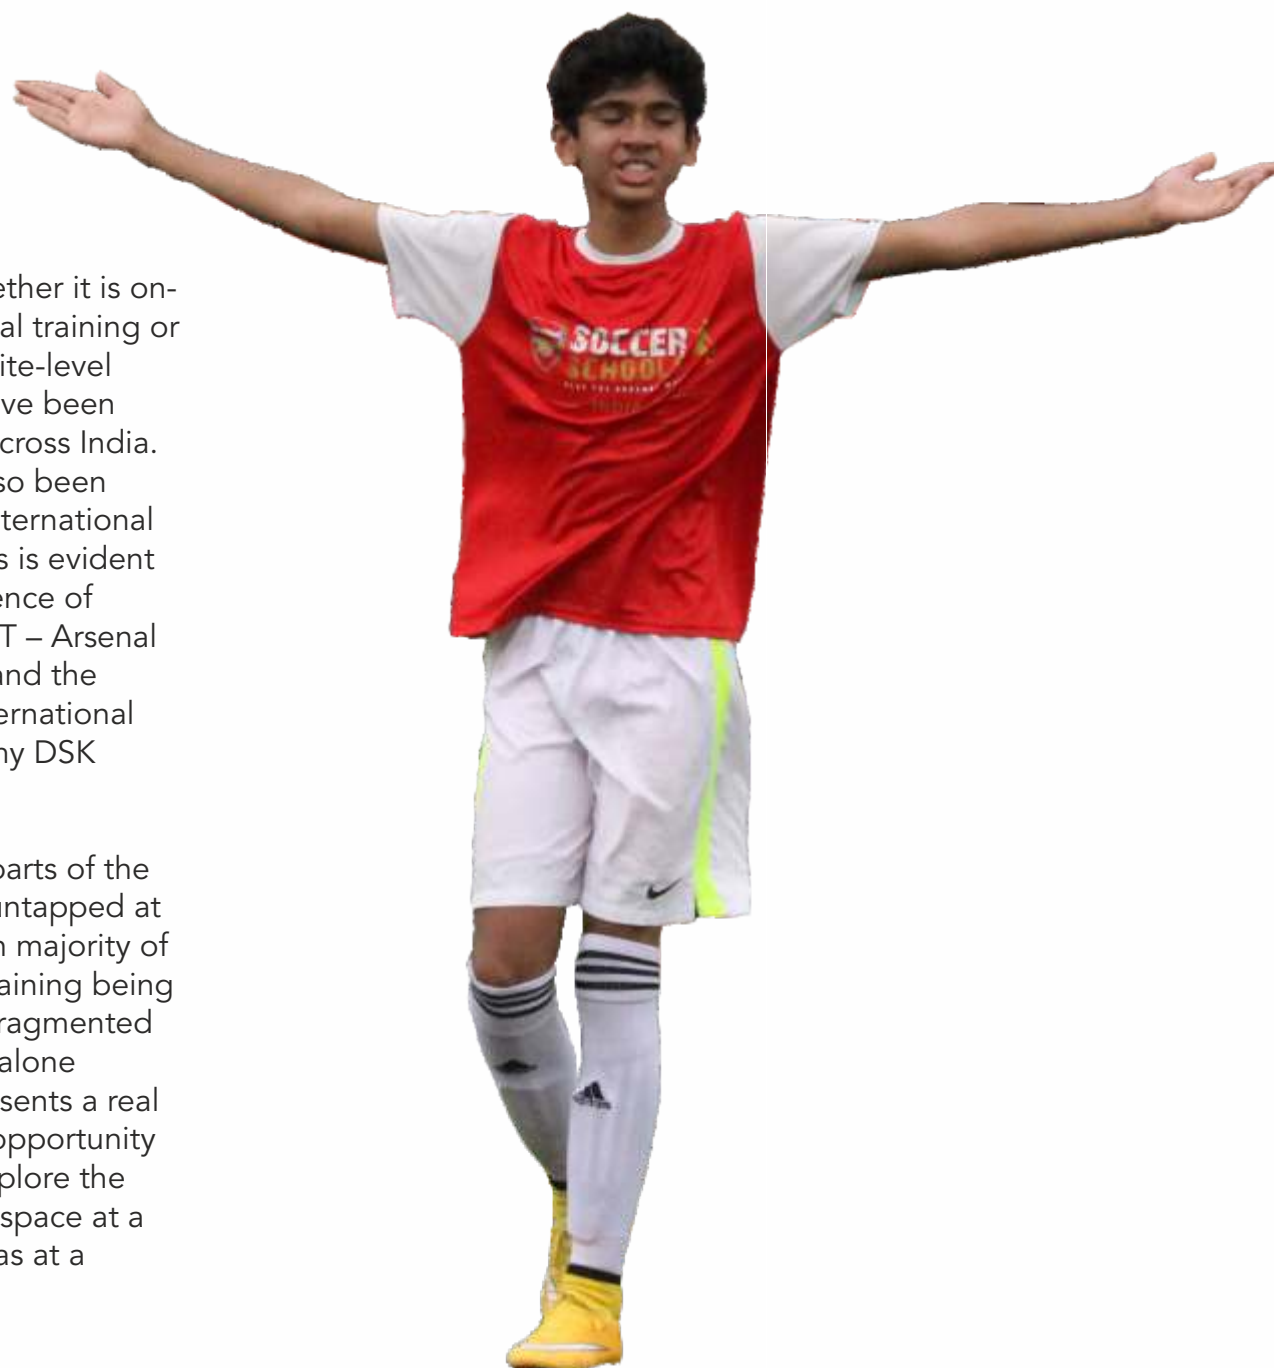 ether it is on-
al training or
ite-level
ve been
cross India.
so been
ternational
s is evident
ence of
T – Arsenal
and the
ernational
ny DSK
parts of the
untapped at
n majority of
aining being
ragmented
alone
sents a real
opportunity
plore the
space at a
as at a
SOCCER
SCHOOL